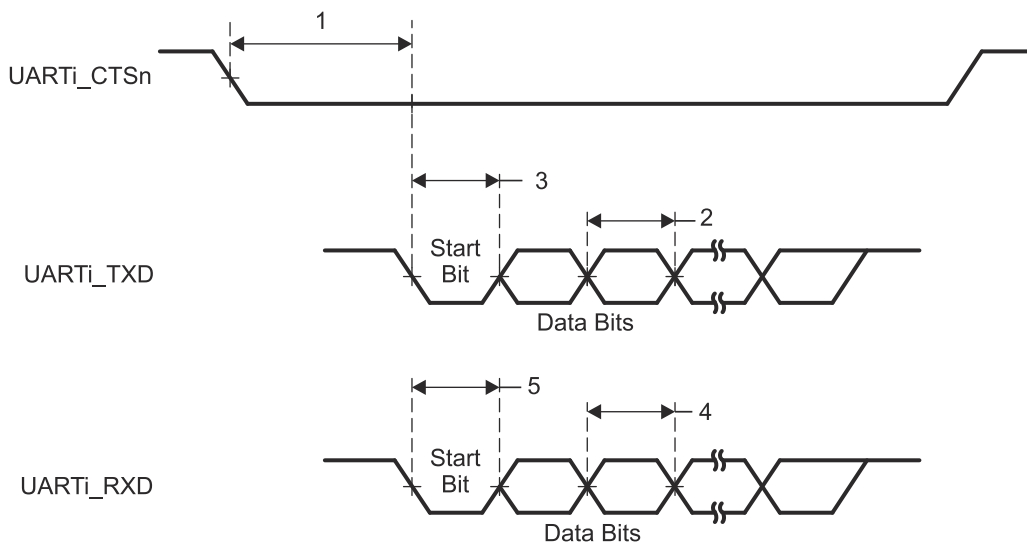 1
UARTi_CTSn
3
2
Start
Bit
UARTi_TXD
Data Bits
5
4
Start
Bit
UARTi_RXD
Data Bits